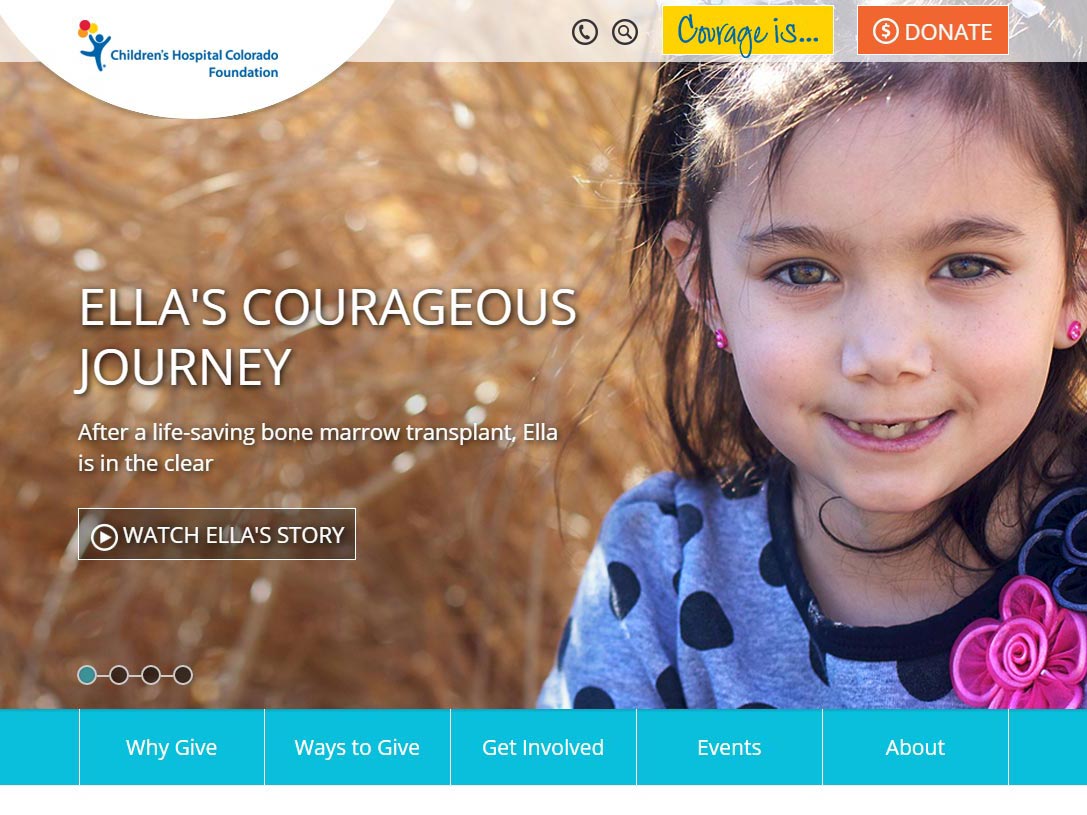 Children's Hospital Colorado
Foundation
Courage is...
$ DONATE
ELLA'S COURAGEOUS
JOURNEY
After a life-saving bone marrow transplant, Ella
is in the clear
WATCH ELLA'S STORY
Why Give
Ways to Give
Get Involved
Events
About